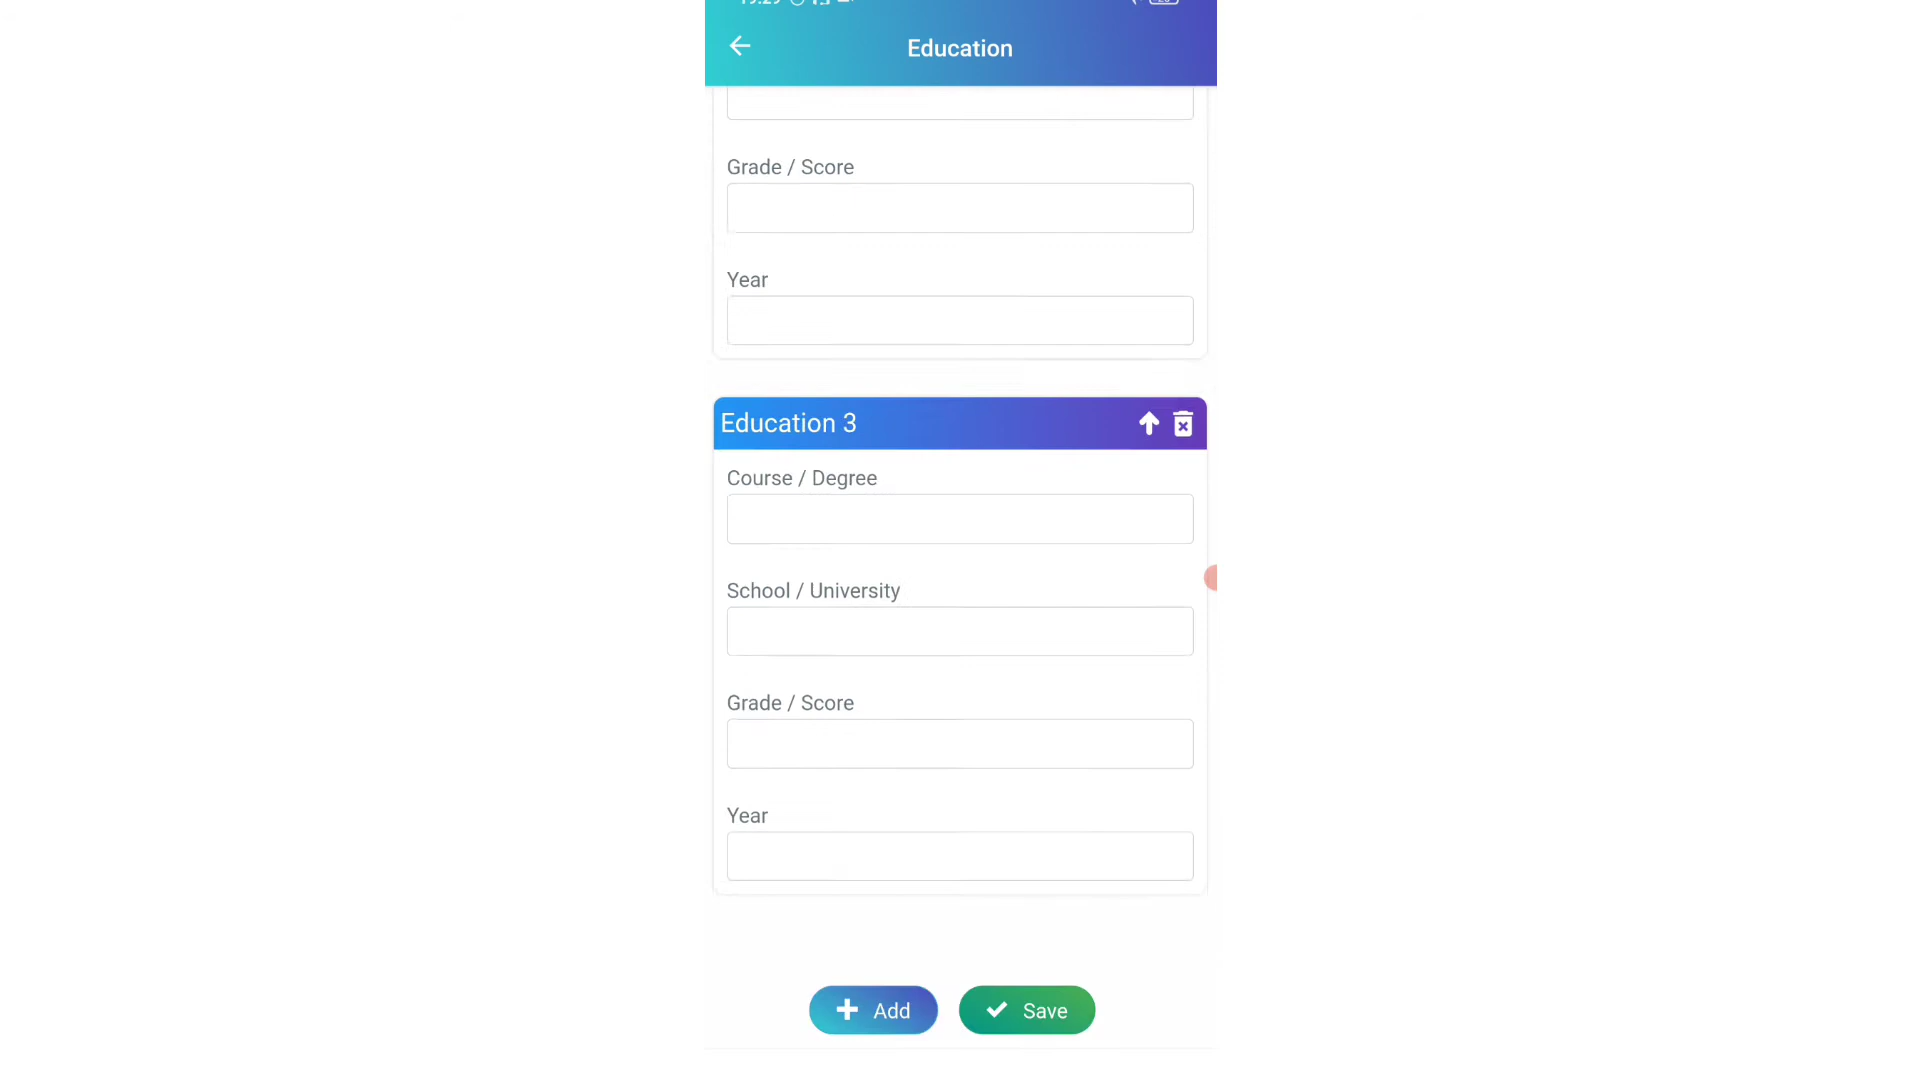 Education
Grade / Score
Year
Education 3
Course / Degree
School / University
Grade / Score
Year
Add
Save